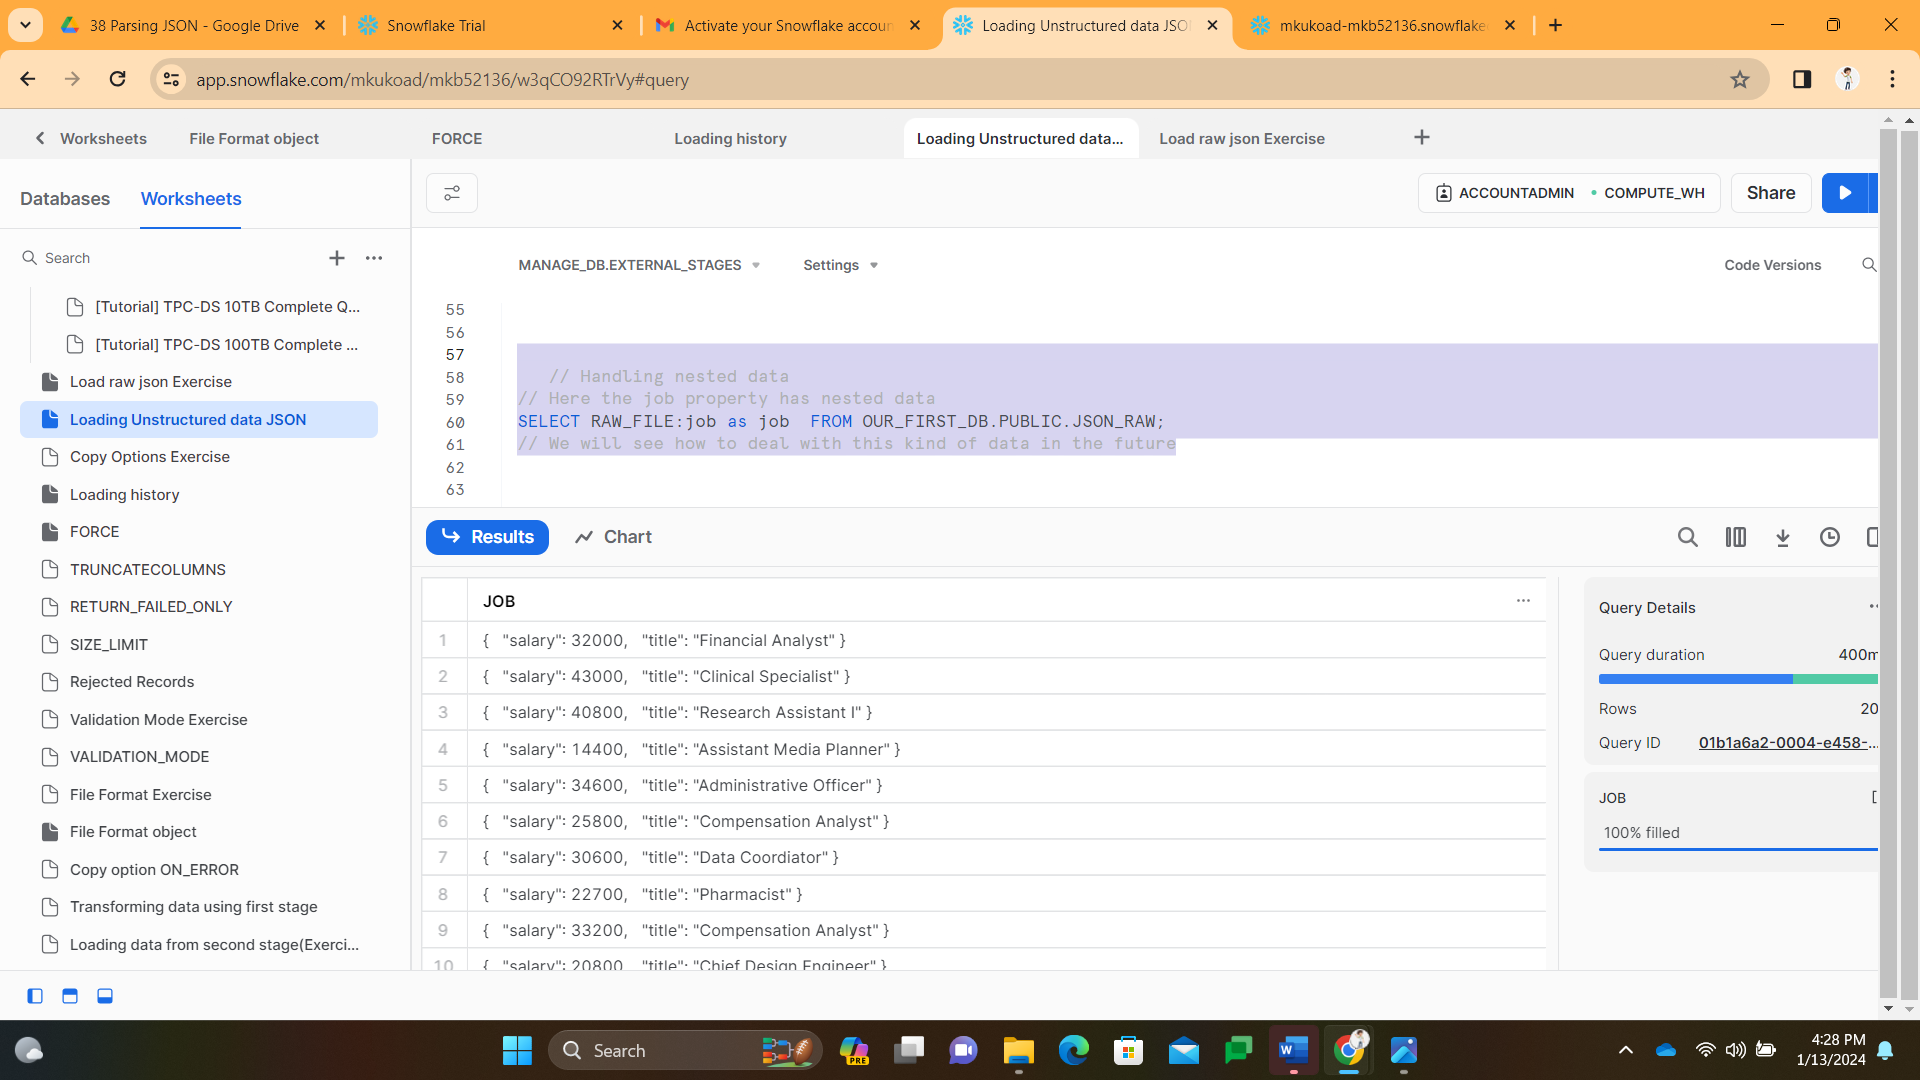 38 Parsing JSON - Google Drive
Snowflake Trial
Activate your Snowflake accoun
Loading Unstructured data JSO
mkukoad-mkb52136.snowflake
app.snowflake.com/mkukoad/mkb52136/w3qCO92RTrVy#query
Worksheets
File Format object
FORCE
Loading history
Loading Unstructured data...
Load raw json Exercise
Databases
Worksheets
ACCOUNTADMIN
COMPUTE_WH
Share
Search
MANAGE_DB.EXTERNAL_STAGES
Settings
Code Versions
[Tutorial] TPC-DS 10TB Complete Q...
[Tutorial] TPC-DS 100TB Complete ...
Load raw json Exercise
Loading Unstructured data JSON
Copy Options Exercise
Loading history
FORCE
TRUNCATECOLUMNS
RETURN_FAILED_ONLY
SIZE_LIMIT
Rejected Records
Validation Mode Exercise
VALIDATION_MODE
File Format Exercise
File Format object
Copy option ON_ERROR
Transforming data using first stage
Loading data from second stage(Exerci...
55
56
57
58 // Handling nested data
59 // Here the job property has nested data
60 SELECT RAW_FILE:job as job  FROM OUR_FIRST_DB.PUBLIC.JSON_RAW;
61 // We will see how to deal with this kind of data in the future
62
63
Results
Chart
JOB
1 { "salary": 32000, "title": "Financial Analyst" }
2 { "salary": 43000, "title": "Clinical Specialist" }
3 { "salary": 40800, "title": "Research Assistant I" }
4 { "salary": 14400, "title": "Assistant Media Planner" }
5 { "salary": 34600, "title": "Administrative Officer" }
6 { "salary": 25800, "title": "Compensation Analyst" }
7 { "salary": 30600, "title": "Data Coordiator" }
8 { "salary": 22700, "title": "Pharmacist" }
9 { "salary": 33200, "title": "Compensation Analyst" }
10 { "salary": 20800, "title": "Chief Design Engineer" }
Query Details
Query duration 400m
Rows 20
Query ID 01b1a6a2-0004-e458-...
JOB
100% filled
Search
PRE
4:28 PM
1/13/2024